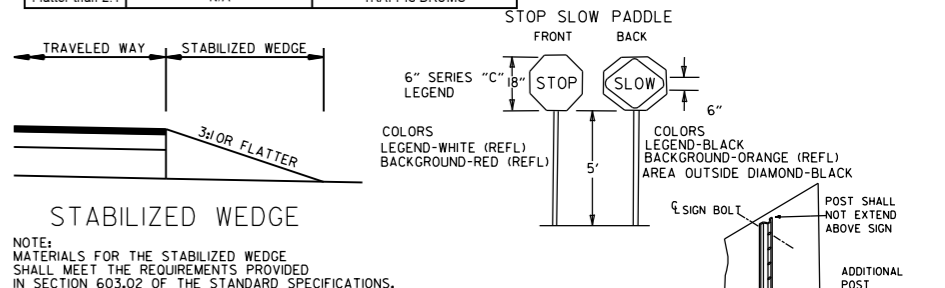 Flatter than 2:1 N/A TRAFFIC DRUMS
STOP SLOW PADDLE
FRONT BACK
TRAVELED WAY STABILIZED WEDGE
6" SERIES "C" LEGEND
18"
STOP
SLOW
6"
3:1 OR FLATTER
COLORS
LEGEND-WHITE (REFL)
BACKGROUND-RED (REFL)
5'
COLORS
LEGEND-BLACK
BACKGROUND-ORANGE (REFL)
AREA OUTSIDE DIAMOND-BLACK
STABILIZED WEDGE
℄ SIGN BOLT
POST SHALL
NOT EXTEND
ABOVE SIGN
NOTE:
MATERIALS FOR THE STABILIZED WEDGE
SHALL MEET THE REQUIREMENTS PROVIDED
IN SECTION 603.02 OF THE STANDARD SPECIFICATIONS.
ADDITIONAL
POST